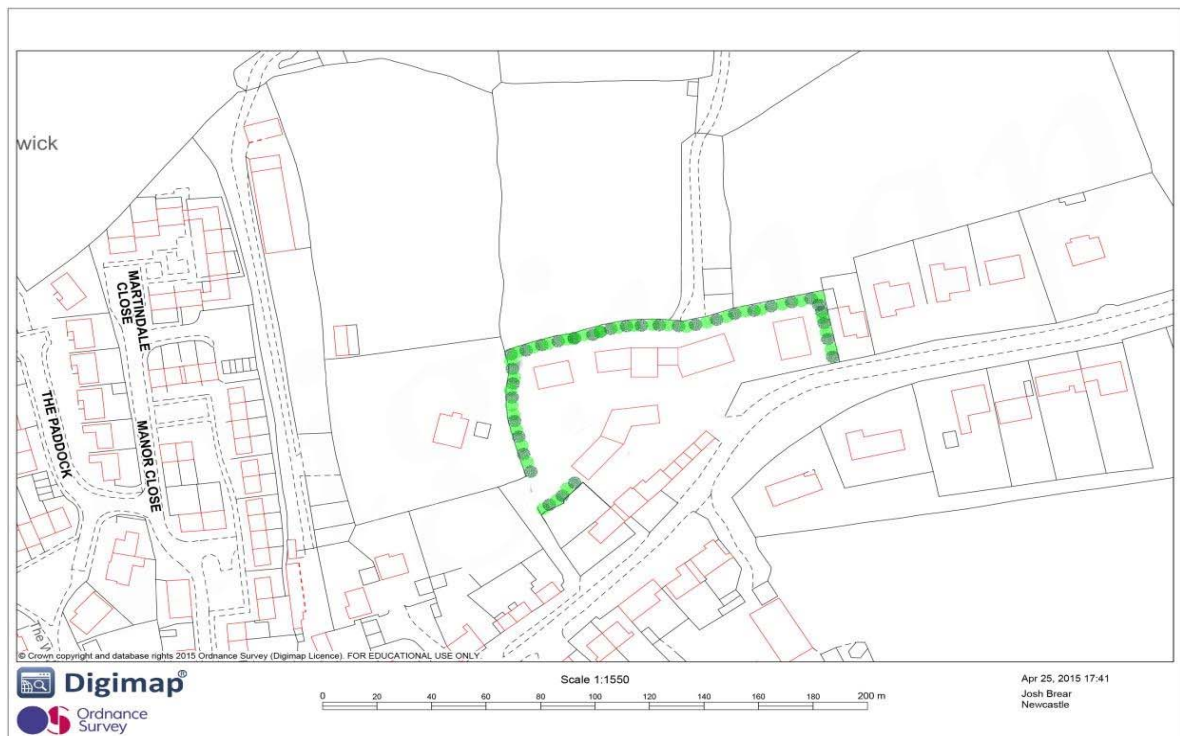 wick
MARTINDALE
CLOSE
THE PADDOCK
MANOR CLOSE
© Crown copyright and database rights 2015 Ordnance Survey (Digimap Licence). FOR EDUCATIONAL USE ONLY.
Digimap®
Ordnance
Survey
Scale 1:1550
0 20 40 60 80 100 120 140 160 180 200 m
Apr 25, 2015 17:41
Josh Brear
Newcastle